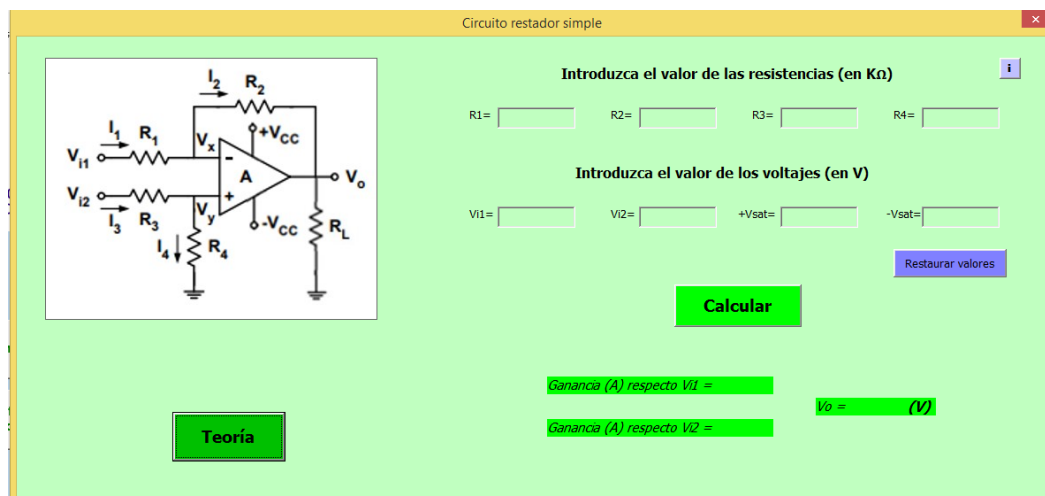 Circuito restador simple
I2
R2
I1
R1
Vx
+VCC
Vi1
-
A
Vo
Vi2
+
I3
R3
Vy
-VCC
RL
I4
R4
Introduzca el valor de las resistencias (en KΩ)
i
R1=
R2=
R3=
R4=
Introduzca el valor de los voltajes (en V)
Vi1=
Vi2=
+Vsat=
-Vsat=
Restaurar valores
Calcular
Ganancia (A) respecto Vi1 =
Vo = (V)
Ganancia (A) respecto Vi2 =
Teoría